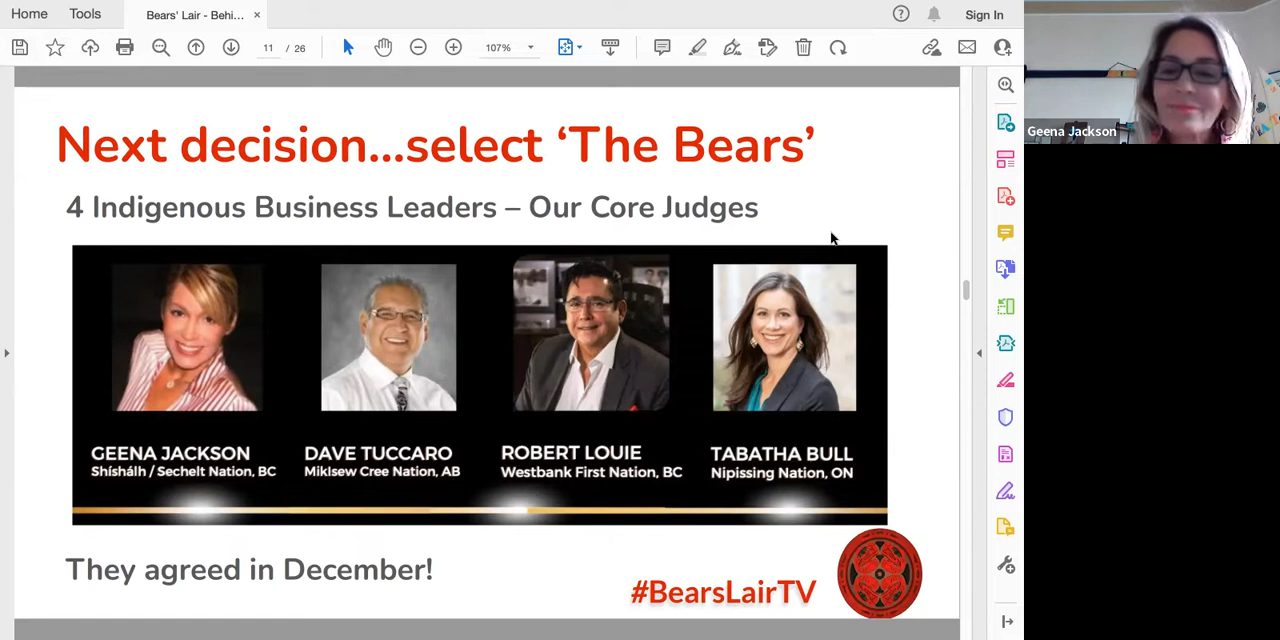 Home
Tools
Bears' Lair - Behi...
×
Sign In
11 / 26
107%
Geena Jackson
Next decision...select ‘The Bears’
4 Indigenous Business Leaders – Our Core Judges
GEENA JACKSON
Shíshálh / Sechelt Nation, BC
DAVE TUCCARO
Miklsew Cree Nation, AB
ROBERT LOUIE
Westbank First Nation, BC
TABATHA BULL
Nipissing Nation, ON
They agreed in December!
#BearsLairTV